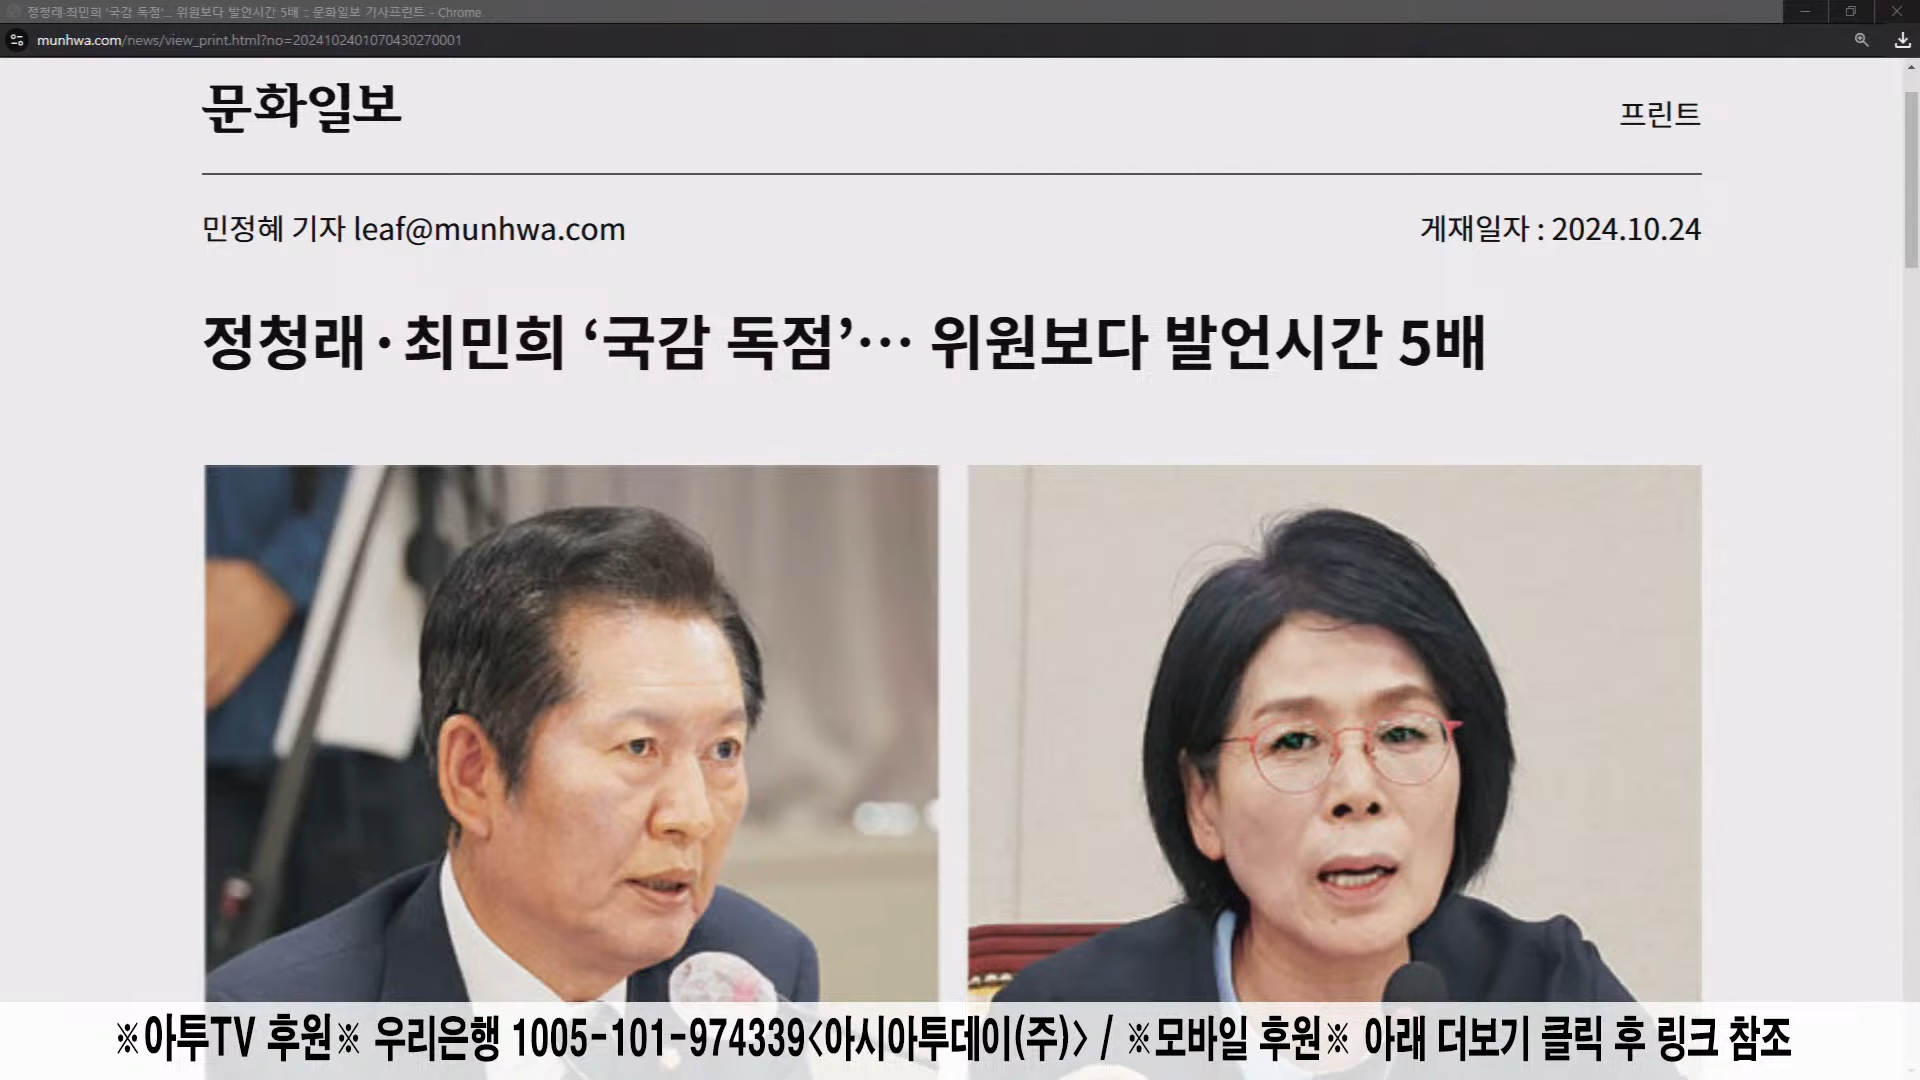 정청래·최민희 ‘국감 독점’... 위원보다 발언시간 5배 :: 문화일보 기사프린트 - Chrome
munhwa.com/news/view_print.html?no=2024102401070430270001
문화일보
프린트
민정혜 기자 leaf@munhwa.com
게재일자 : 2024.10.24
정청래·최민희 ‘국감 독점’… 위원보다 발언시간 5배
※아투TV 후원※ 우리은행 1005-101-974339<아시아투데이(주)> / ※모바일 후원※ 아래 더보기 클릭 후 링크 참조